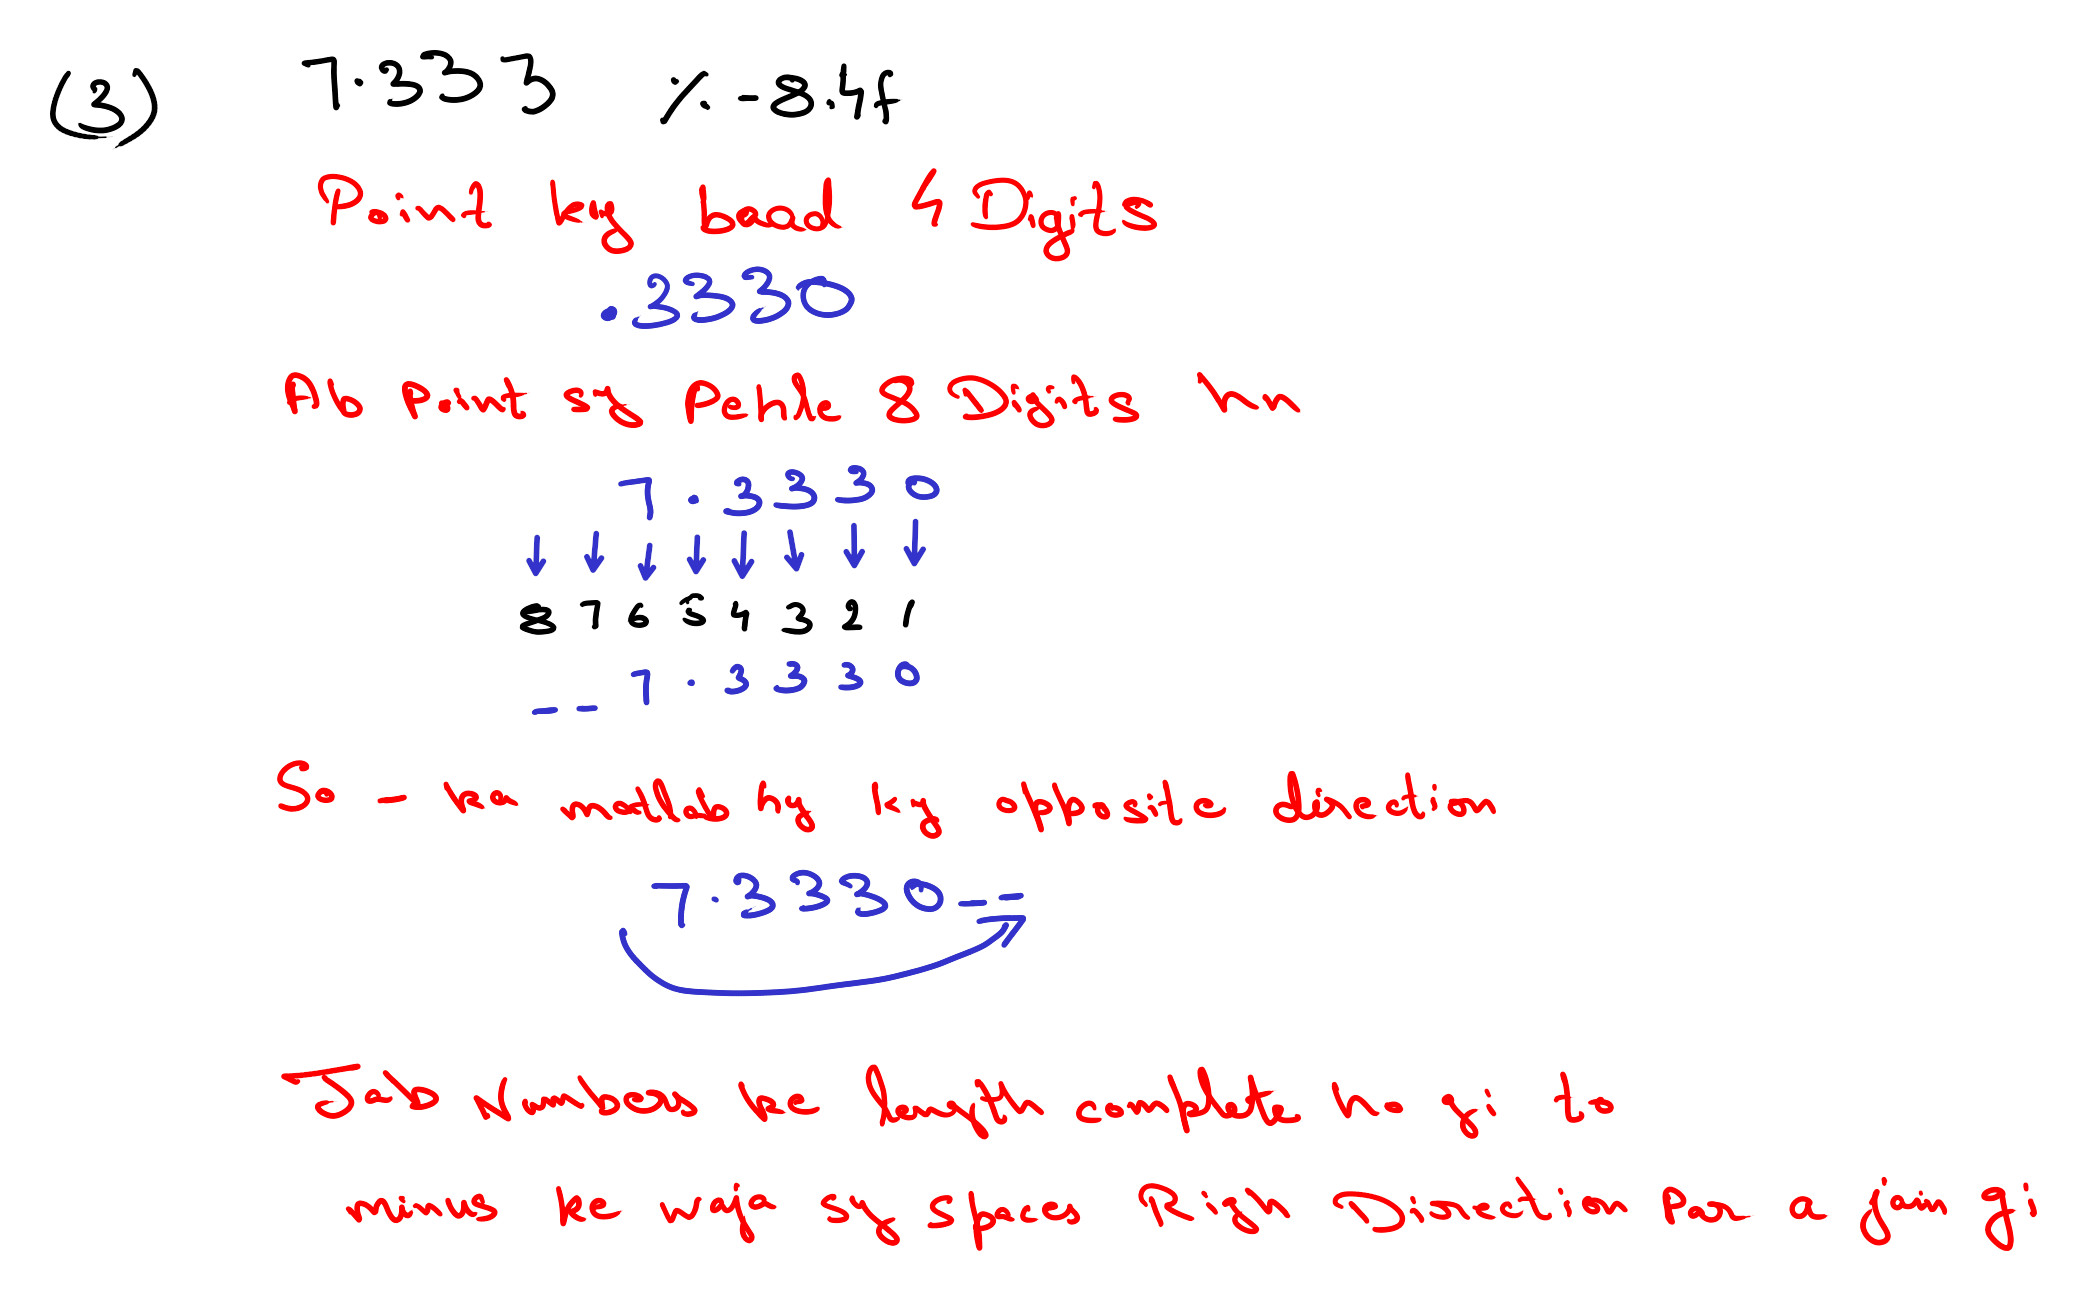 (3) 7.333 %-8.4f
Point ky baad 4 Digits
.3330
Ab Point sy Pehle 8 Digits hn
7.3330
8 7 6 5 4 3 2 1
_ _ 7.3330
So - ka matlab hy ky opposite direction
7.3330 _ _
Jab Numbers ke length complete ho gi to
minus ke waja sy spaces Righ Direction Par a jain gi